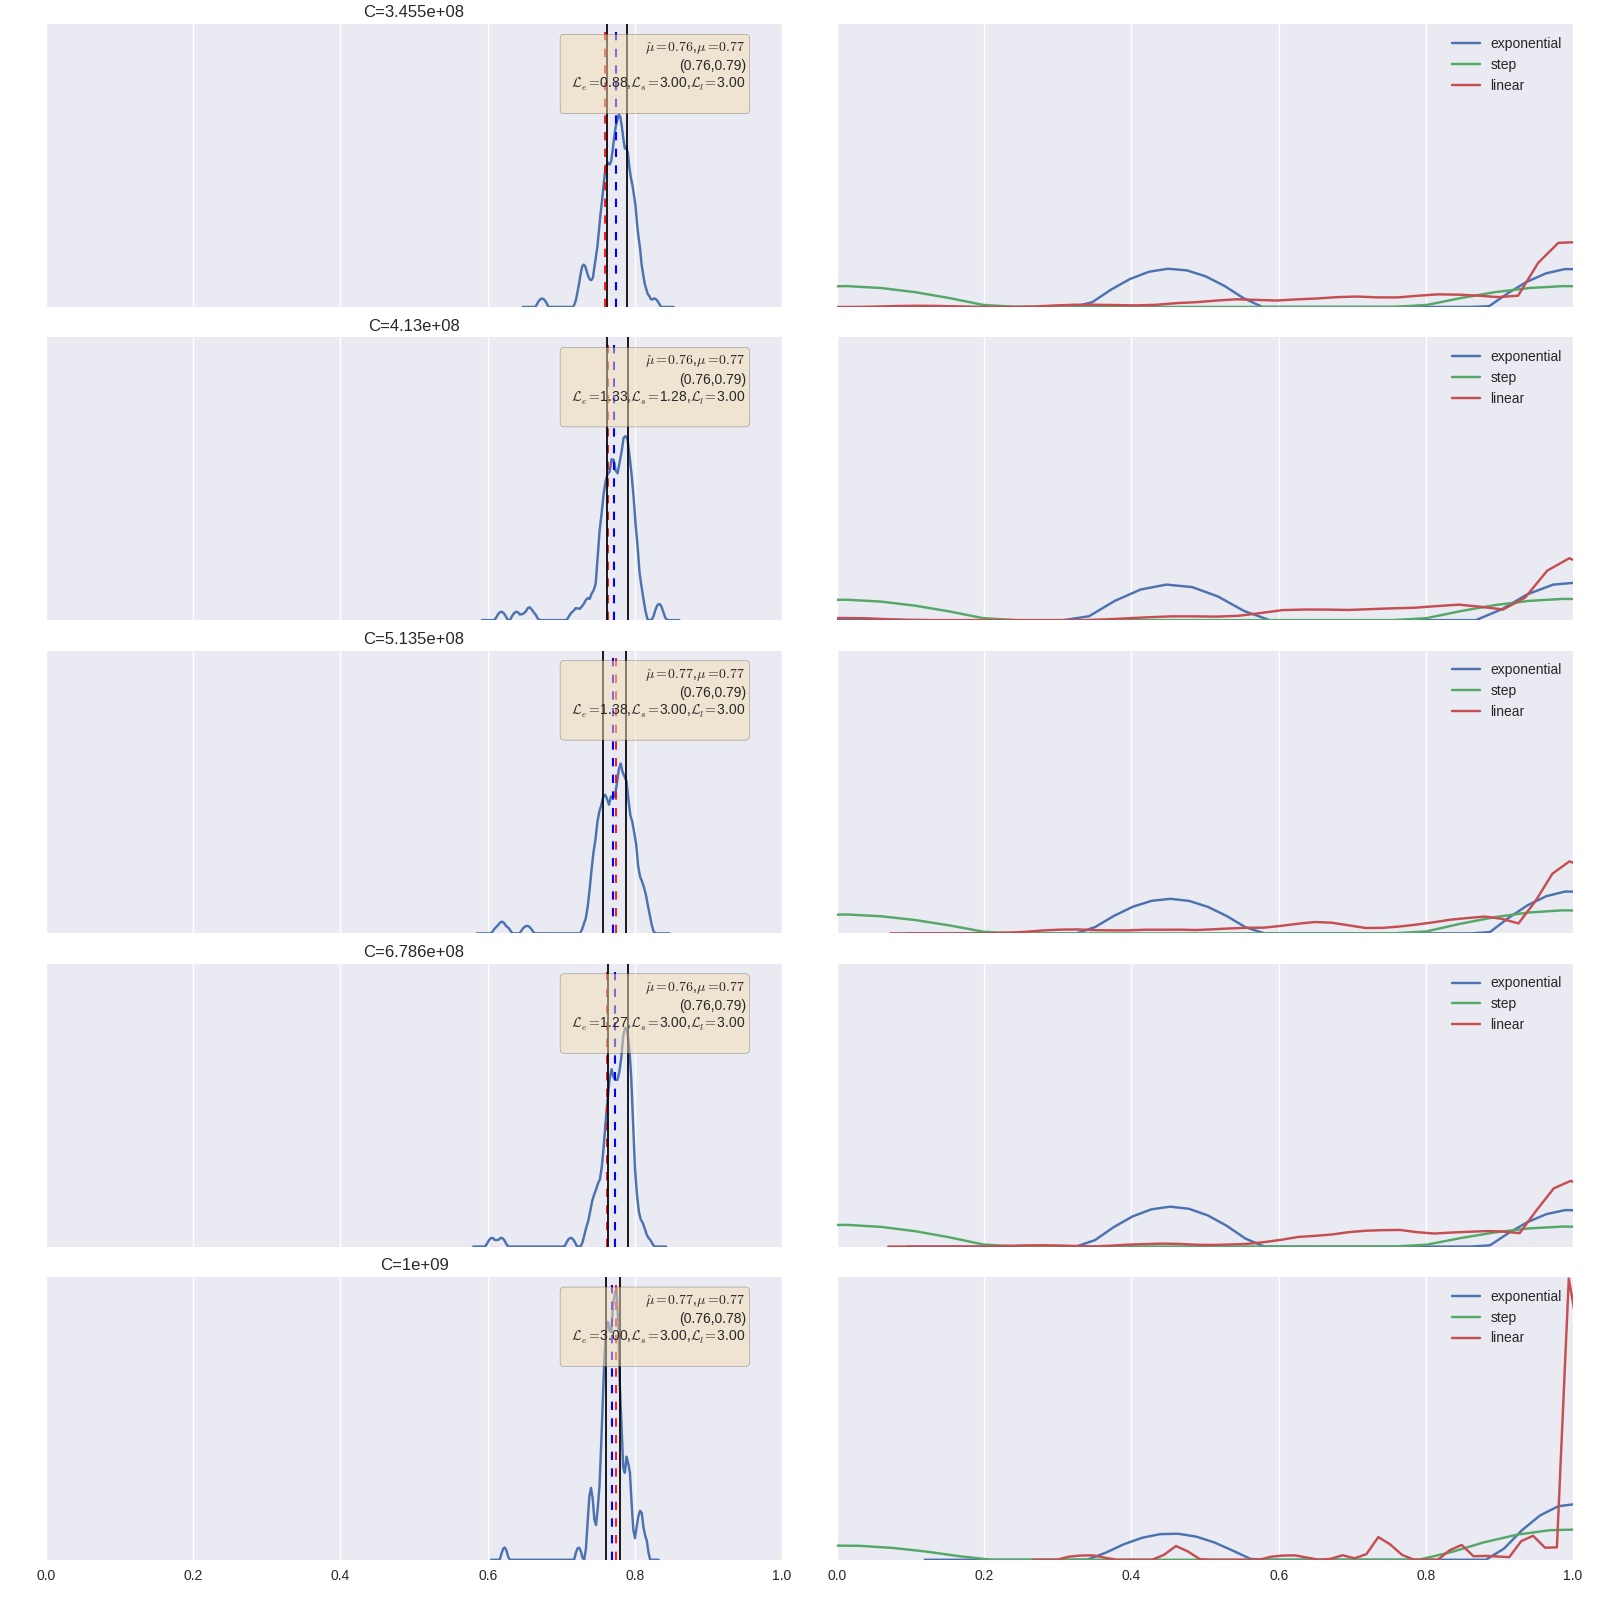 C=3.455e+08
μ̂=0.76,μ=0.77
(0.76,0.79)
ℒₑ=0.88,ℒₛ=3.00,ℒₗ=3.00
exponential
step
linear
C=4.13e+08
μ̂=0.76,μ=0.77
(0.76,0.79)
ℒₑ=1.33,ℒₛ=1.28,ℒₗ=3.00
exponential
step
linear
C=5.135e+08
μ̂=0.77,μ=0.77
(0.76,0.79)
ℒₑ=1.38,ℒₛ=3.00,ℒₗ=3.00
exponential
step
linear
C=6.786e+08
μ̂=0.76,μ=0.77
(0.76,0.79)
ℒₑ=1.27,ℒₛ=3.00,ℒₗ=3.00
exponential
step
linear
C=1e+09
μ̂=0.77,μ=0.77
(0.76,0.78)
ℒₑ=3.00,ℒₛ=3.00,ℒₗ=3.00
exponential
step
linear
0.0 0.2 0.4 0.6 0.8 1.0
0.0 0.2 0.4 0.6 0.8 1.0